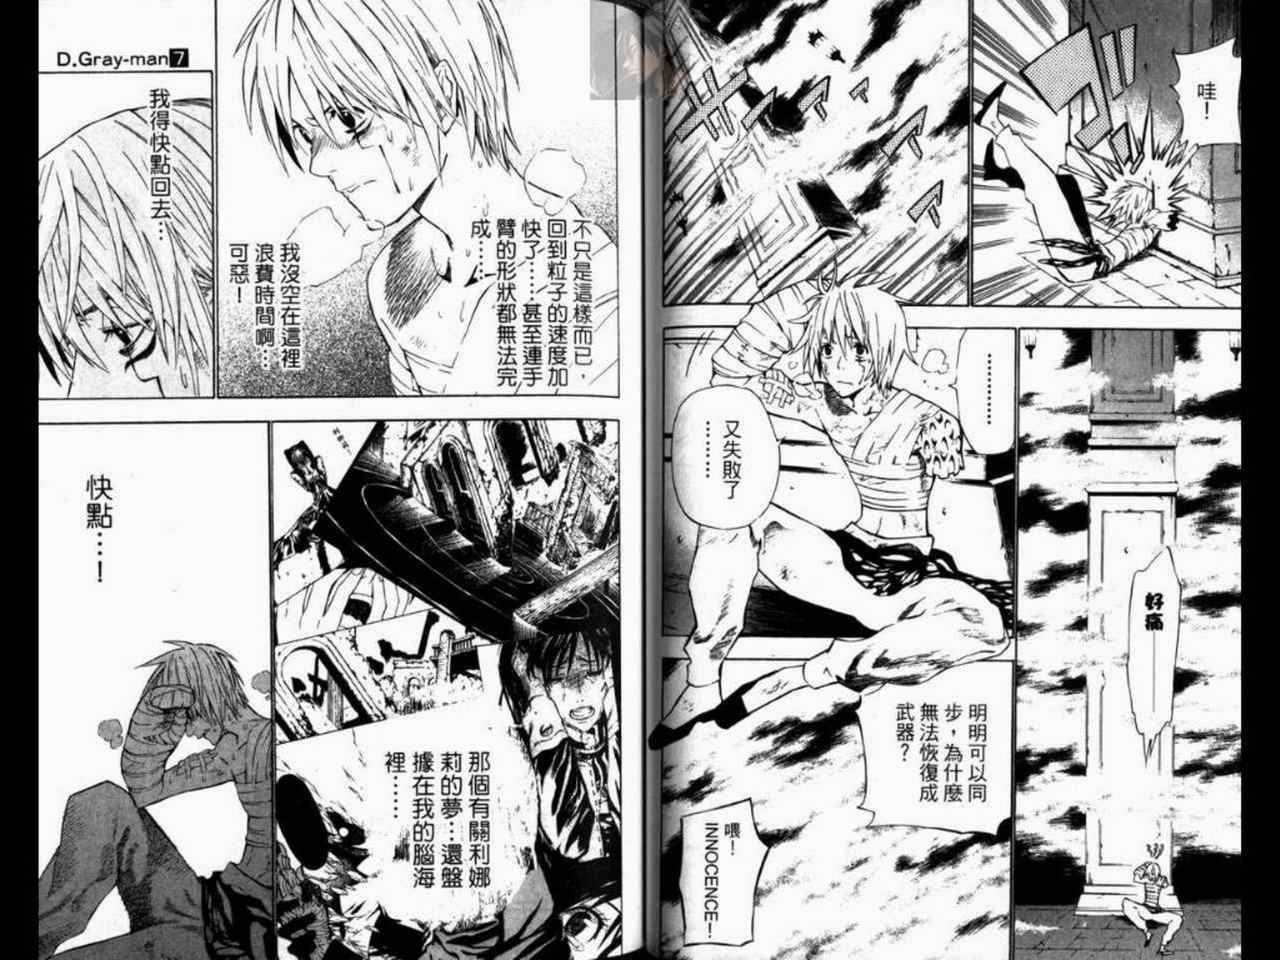 哇！
好痛
…………
又失敗了
………
明明可以同
步，為什麼
無法恢復成
武器？
喂！
INNOCENCE！
D.Gray-man 7
不只是這樣而已，
回到粒子的速度加
快了……甚至連手
臂的形狀都無法完
成……
我沒空在這裡
浪費時間啊…
可惡！
我得快點回去…
那個有關利娜
莉的夢…還盤
據在我的腦海
裡……
快點…！